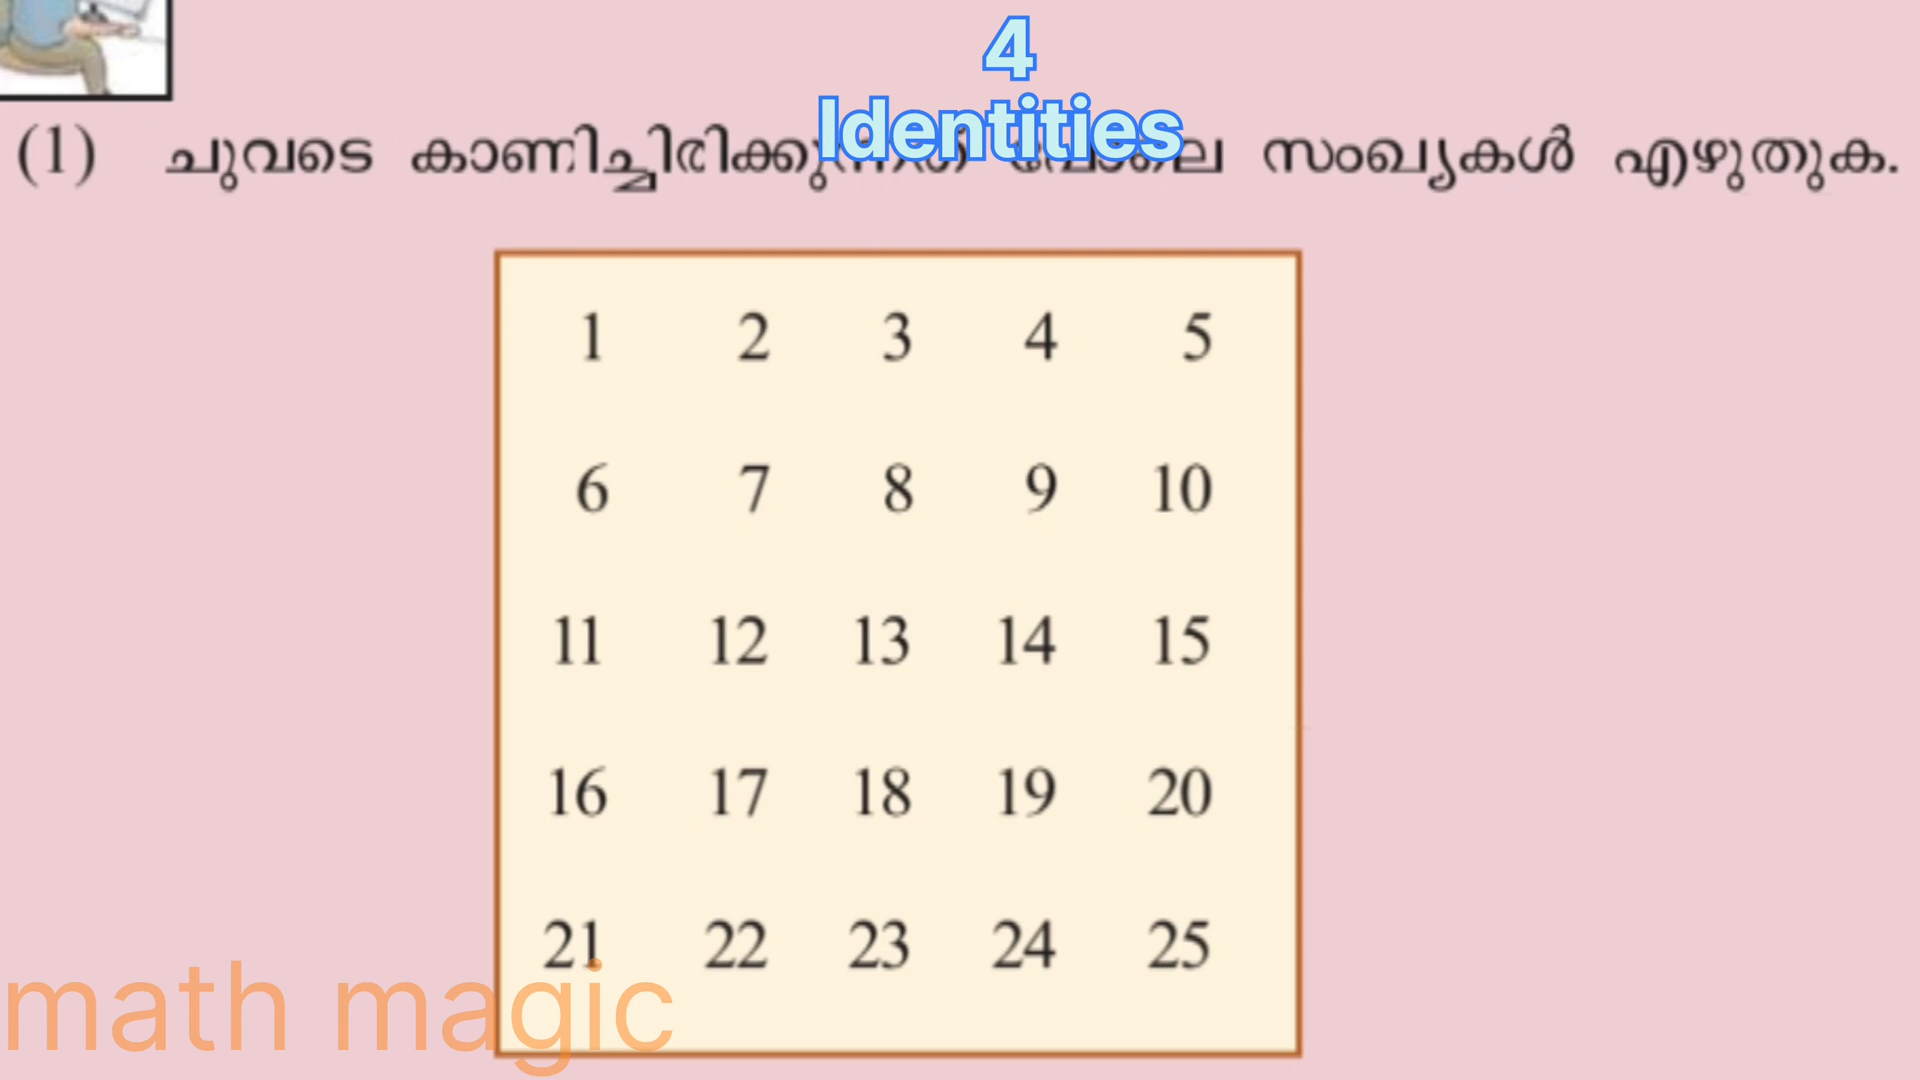 4
Identities
(1) ചുവടെ കാണിച്ചിരിക്കുന്നത് പോലെ സംഖ്യകൾ എഴുതുക.
1 2 3 4 5
6 7 8 9 10
11 12 13 14 15
16 17 18 19 20
21 22 23 24 25
math magic